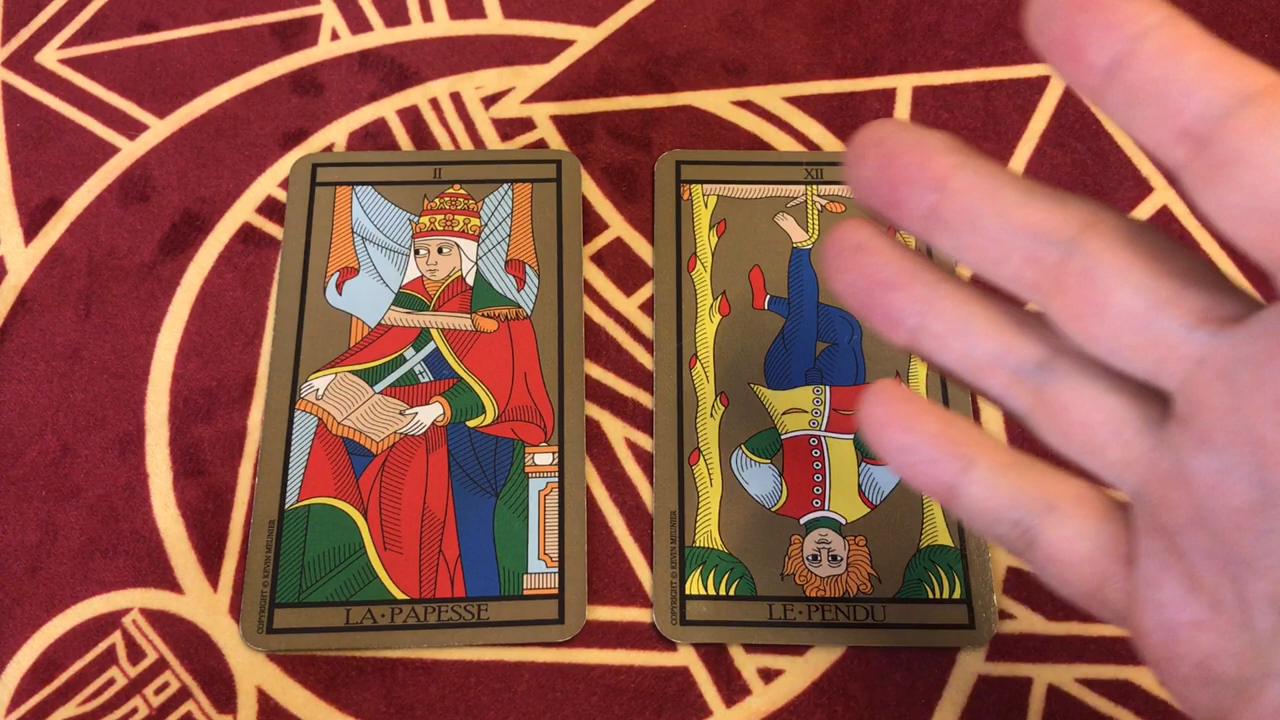 II
LA·PAPESSE
COPYRIGHT © KEVIN MEUNIER
XII
LE·PENDU
COPYRIGHT © KEVIN MEUNIER